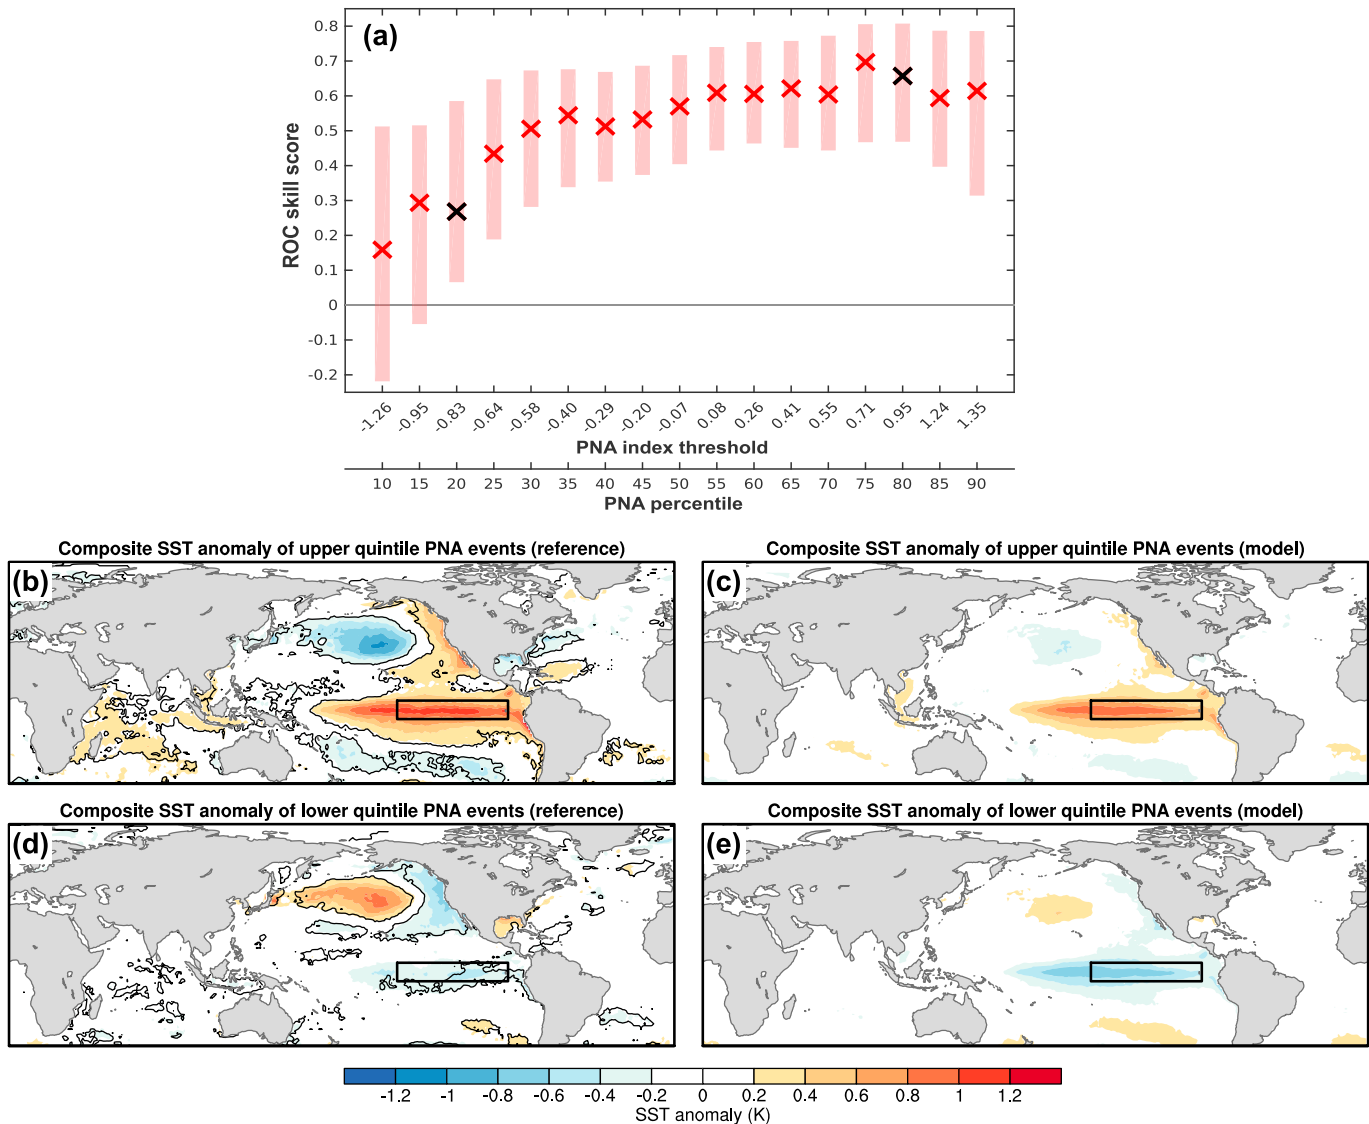 (a)
ROC skill score
0.8
0.7
0.6
0.5
0.4
0.3
0.2
0.1
0
-0.1
-0.2
-1.26 -0.95 -0.83 -0.64 -0.58 -0.40 -0.29 -0.20 -0.07 0.08 0.26 0.41 0.55 0.71 0.95 1.24 1.35
PNA index threshold
10 15 20 25 30 35 40 45 50 55 60 65 70 75 80 85 90
PNA percentile
Composite SST anomaly of upper quintile PNA events (reference)
(b)
Composite SST anomaly of upper quintile PNA events (model)
(c)
Composite SST anomaly of lower quintile PNA events (reference)
(d)
Composite SST anomaly of lower quintile PNA events (model)
(e)
-1.2 -1 -0.8 -0.6 -0.4 -0.2 0 0.2 0.4 0.6 0.8 1 1.2
SST anomaly (K)